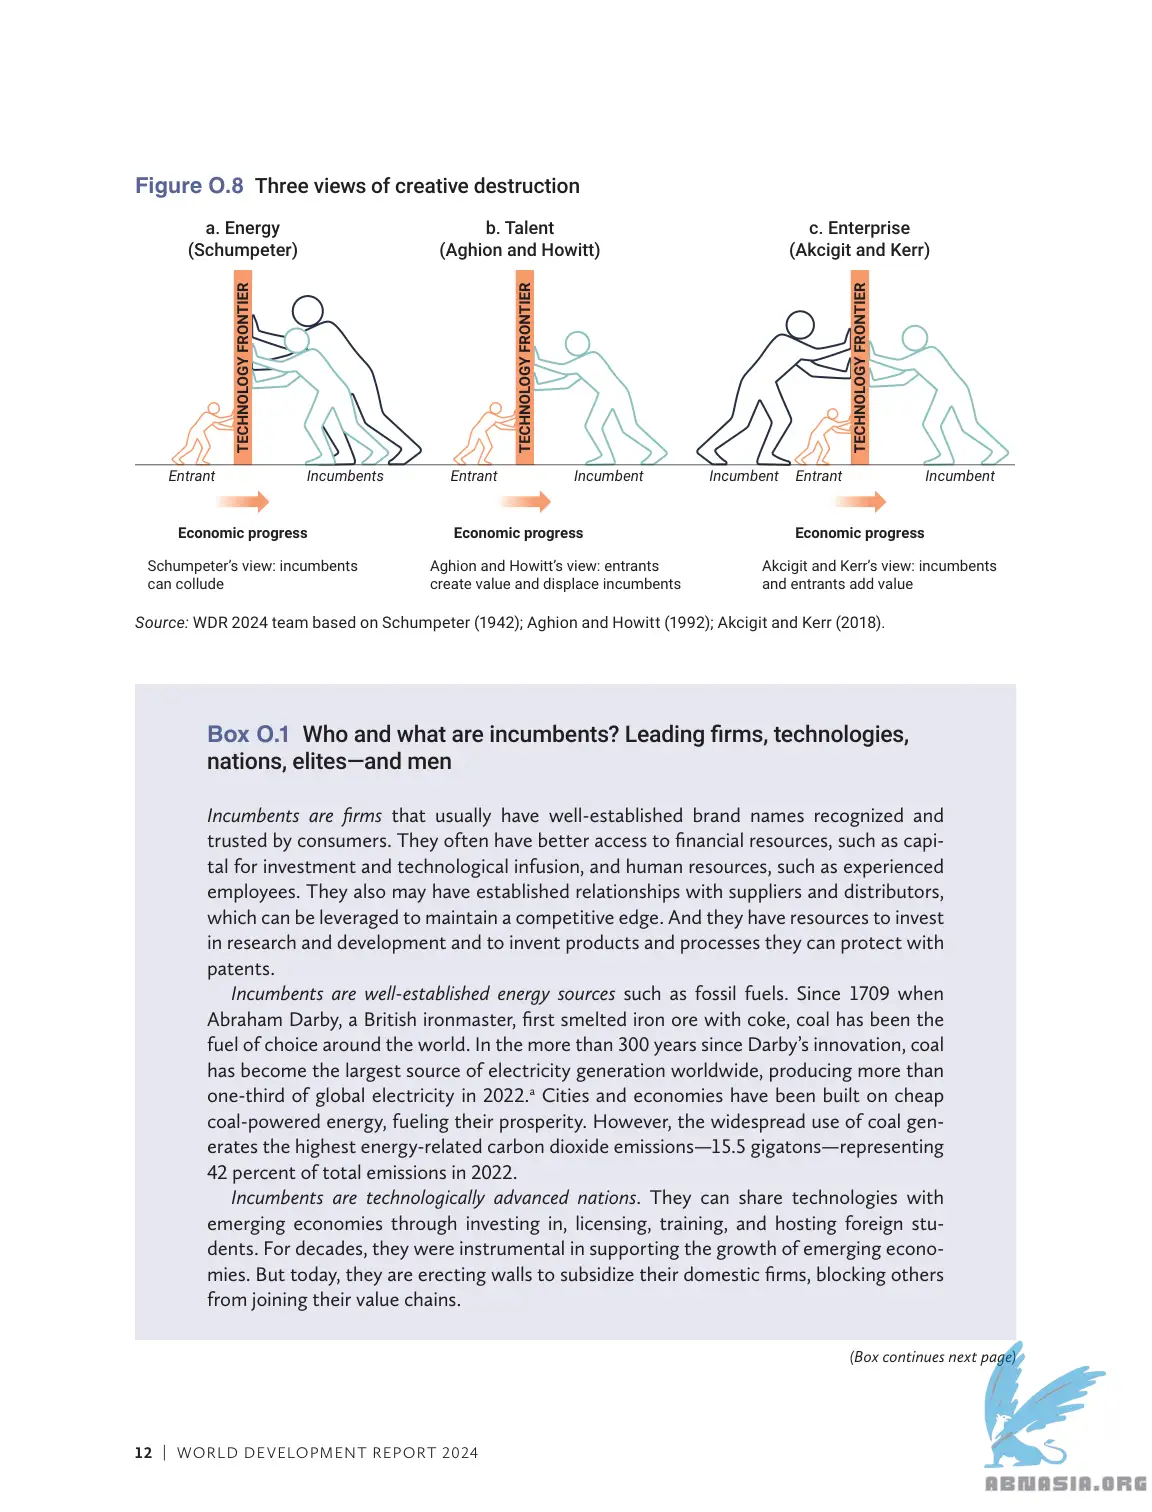 Figure O.8 Three views of creative destruction
a. Energy
(Schumpeter)
b. Talent
(Aghion and Howitt)
c. Enterprise
(Akcigit and Kerr)
TECHNOLOGY FRONTIER
TECHNOLOGY FRONTIER
TECHNOLOGY FRONTIER
Entrant Incumbents
Entrant Incumbent
Incumbent Entrant Incumbent
Economic progress
Economic progress
Economic progress
Schumpeter’s view: incumbents
can collude
Aghion and Howitt’s view: entrants
create value and displace incumbents
Akcigit and Kerr’s view: incumbents
and entrants add value
Source: WDR 2024 team based on Schumpeter (1942); Aghion and Howitt (1992); Akcigit and Kerr (2018).
Box O.1 Who and what are incumbents? Leading firms, technologies,
nations, elites—and men
Incumbents are firms that usually have well-established brand names recognized and
trusted by consumers. They often have better access to financial resources, such as capi-
tal for investment and technological infusion, and human resources, such as experienced
employees. They also may have established relationships with suppliers and distributors,
which can be leveraged to maintain a competitive edge. And they have resources to invest
in research and development and to invent products and processes they can protect with
patents.
Incumbents are well-established energy sources such as fossil fuels. Since 1709 when
Abraham Darby, a British ironmaster, first smelted iron ore with coke, coal has been the
fuel of choice around the world. In the more than 300 years since Darby’s innovation, coal
has become the largest source of electricity generation worldwide, producing more than
one-third of global electricity in 2022.ª Cities and economies have been built on cheap
coal-powered energy, fueling their prosperity. However, the widespread use of coal gen-
erates the highest energy-related carbon dioxide emissions—15.5 gigatons—representing
42 percent of total emissions in 2022.
Incumbents are technologically advanced nations. They can share technologies with
emerging economies through investing in, licensing, training, and hosting foreign stu-
dents. For decades, they were instrumental in supporting the growth of emerging econo-
mies. But today, they are erecting walls to subsidize their domestic firms, blocking others
from joining their value chains.
(Box continues next page)
12 | WORLD DEVELOPMENT REPORT 2024
ABNASIA.ORG